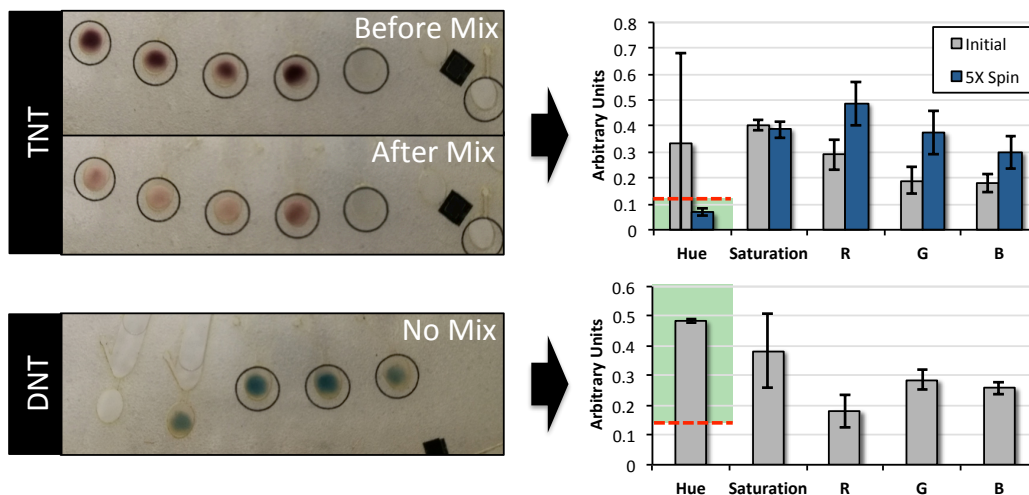 TNT
Before Mix
After Mix
Arbitrary Units
0.8
0.7
0.6
0.5
0.4
0.3
0.2
0.1
0
Initial
5X Spin
Hue Saturation R G B
DNT
No Mix
Arbitrary Units
0.6
0.5
0.4
0.3
0.2
0.1
0
Hue Saturation R G B